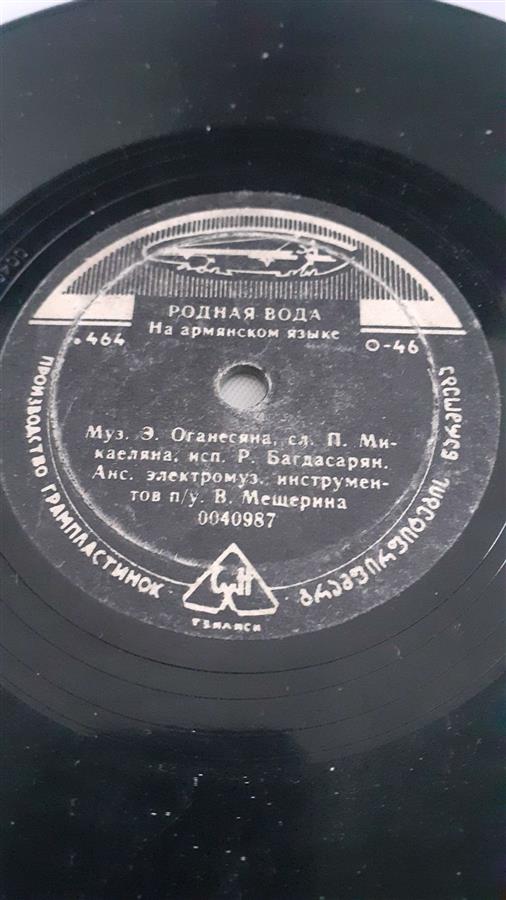 РОДНАЯ ВОДА
На армянском языке
.464
О-46
Муз. Э. Оганесяна, сл. П. Ми-
каеляна, исп. Р. Багдасарян.
Анс. электромуз. инструмен-
тов п/у. В. Мещерина
0040987
ПРОИЗВОДСТВО ГРАМПЛАСТИНОК
ТБИЛИСИ